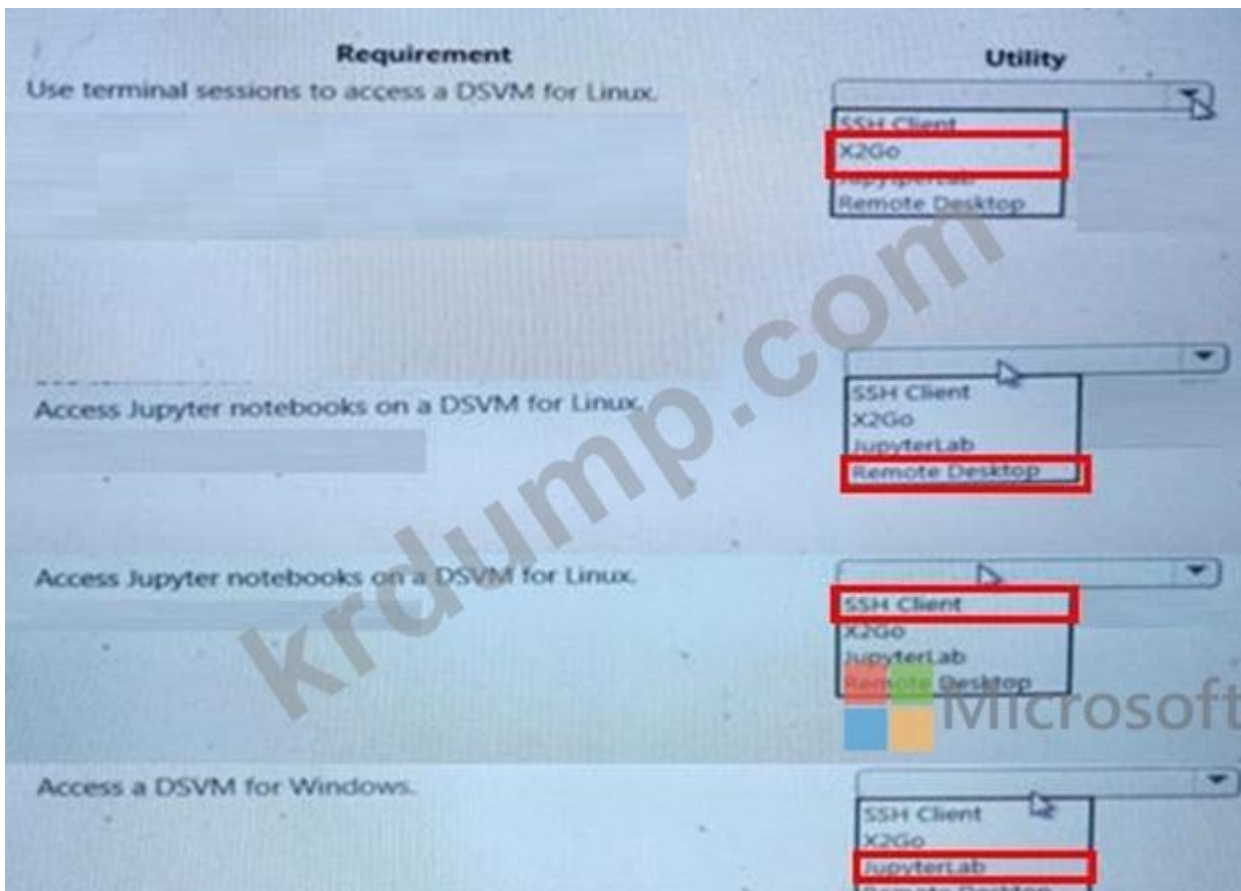 Requirement Utility
Use terminal sessions to access a DSVM for Linux.
SSH Client
X2Go
Remote Desktop
Access Jupyter notebooks on a DSVM for Linux.
SSH Client
X2Go
JupyterLab
Remote Desktop
krdump.com
Access Jupyter notebooks on a DSVM for Linux.
SSH Client
X2Go
JupyterLab
Remote Desktop
Microsoft
Access a DSVM for Windows.
SSH Client
X2Go
JupyterLab